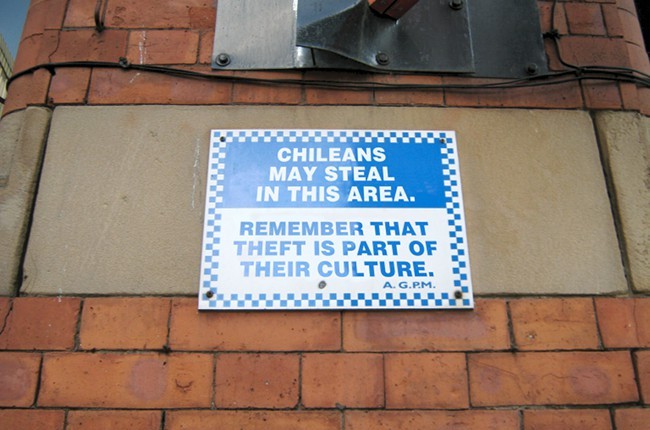 CHILEANS
MAY STEAL
IN THIS AREA.
REMEMBER THAT
THEFT IS PART OF
THEIR CULTURE.
A. G.P.M.